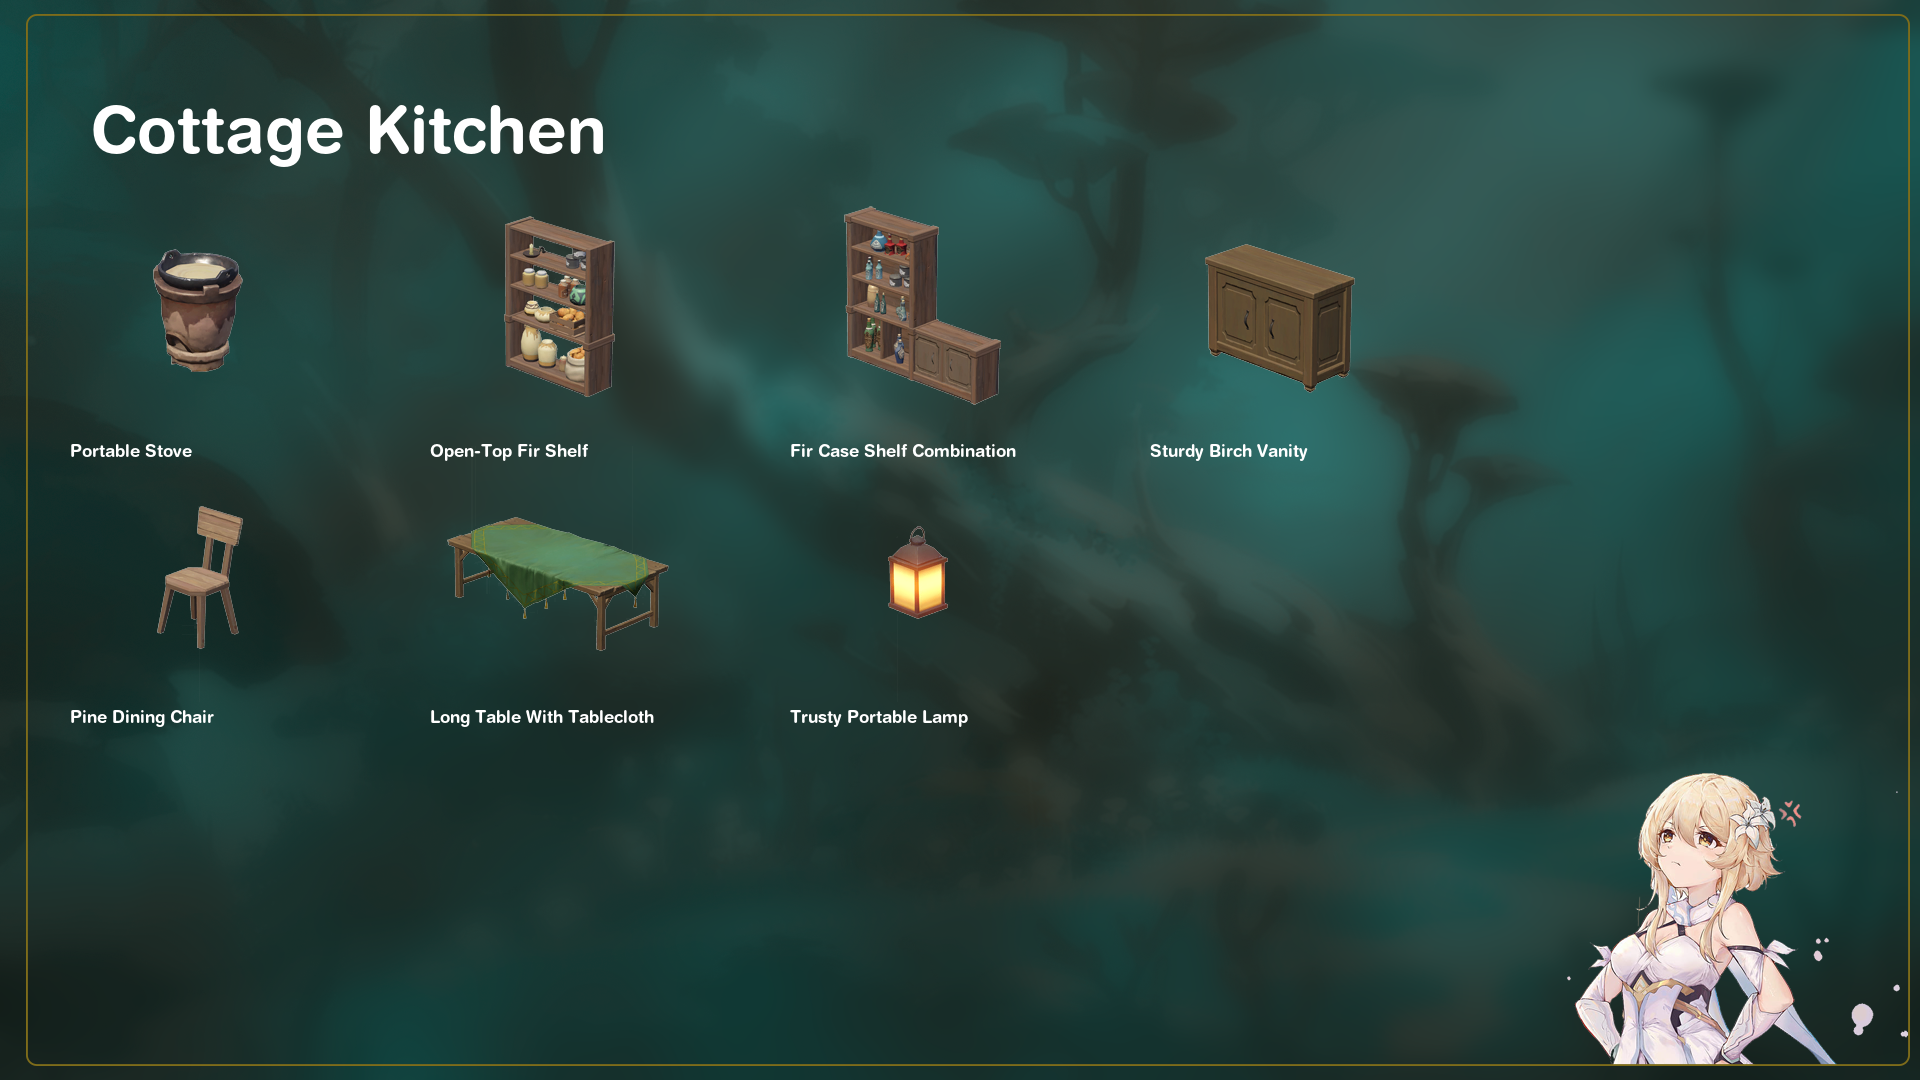 Cottage Kitchen
Portable Stove
Open-Top Fir Shelf
Fir Case Shelf Combination
Sturdy Birch Vanity
Pine Dining Chair
Long Table With Tablecloth
Trusty Portable Lamp